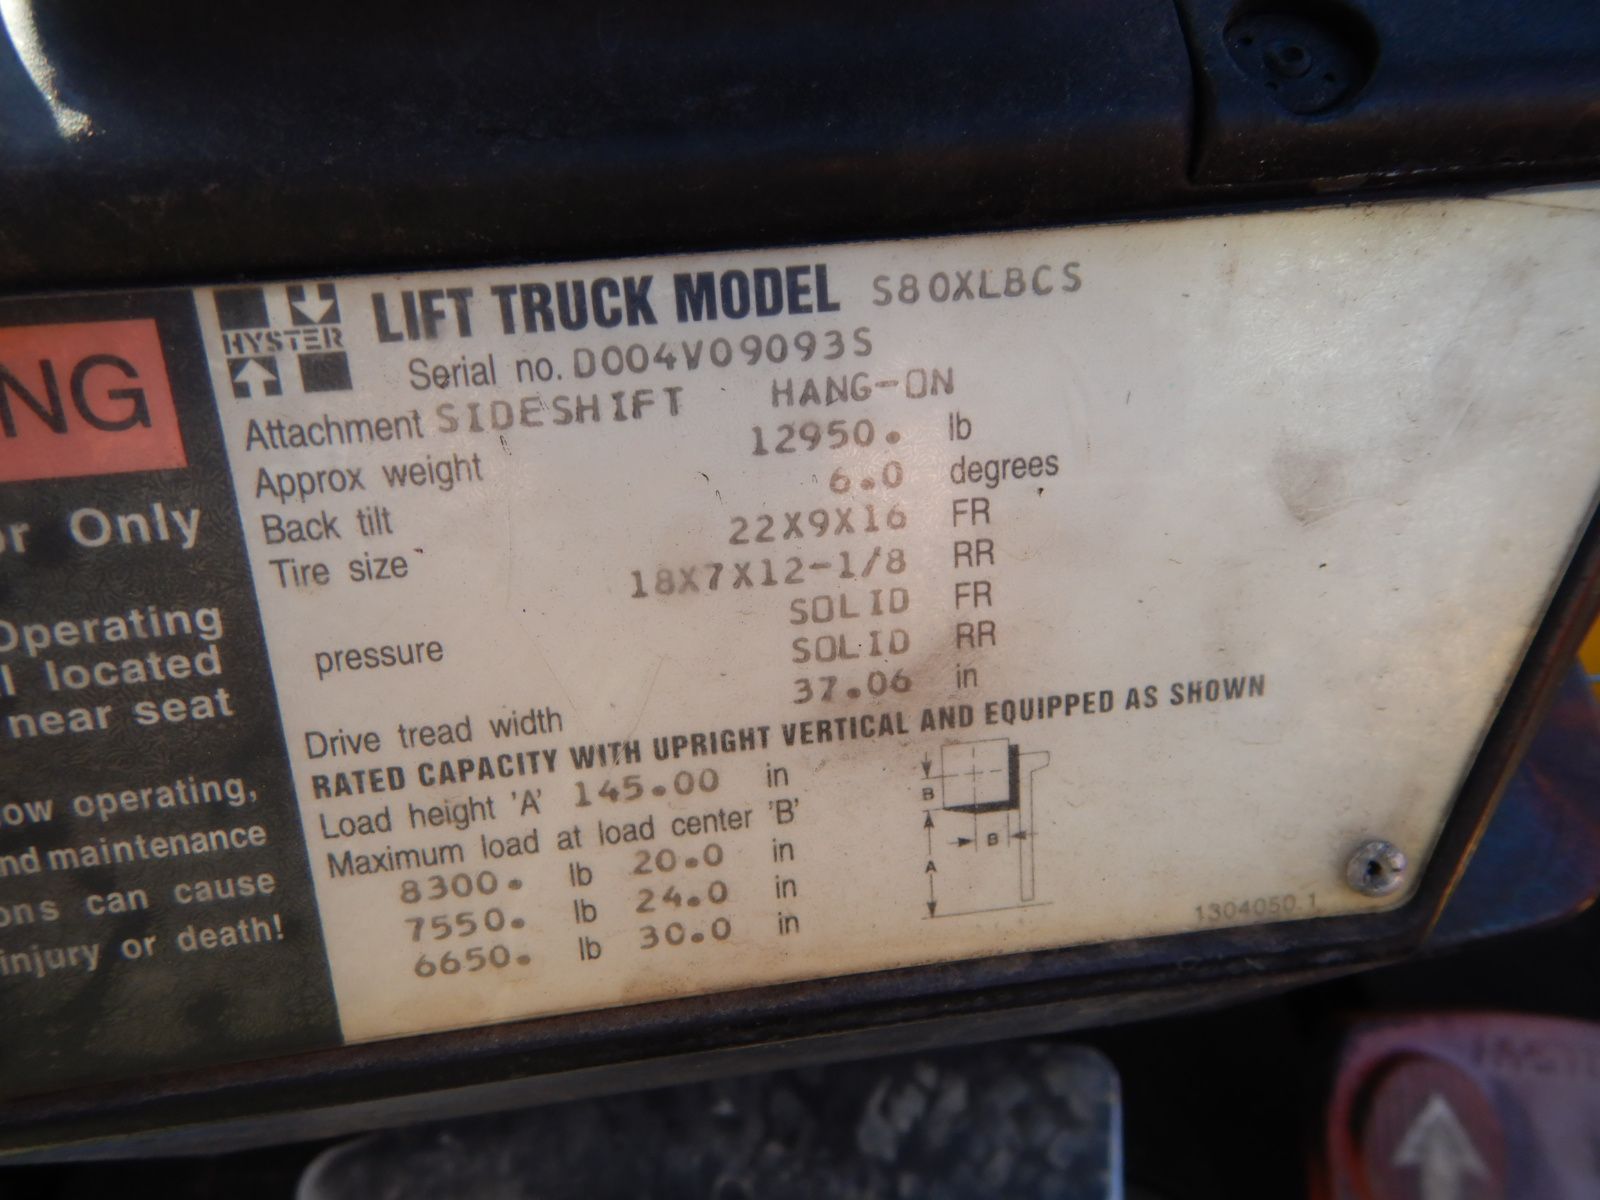 NG
or Only
Operating
located
near seat
ow operating,
nd maintenance
ons can cause
injury or death!
HYSTER
LIFT TRUCK MODEL S80XLBCS
Serial no. D004V09093S
Attachment SIDESHIFT HANG-ON
Approx weight 12950. lb
Back tilt 6.0 degrees
Tire size 22X9X16 FR
18X7X12-1/8 RR
pressure SOLID FR
SOLID RR
Drive tread width 37.06 in
RATED CAPACITY WITH UPRIGHT VERTICAL AND EQUIPPED AS SHOWN
Load height 'A' 145.00 in
Maximum load at load center 'B'
8300. lb 20.0 in
7550. lb 24.0 in
6650. lb 30.0 in
B
B
A
1304050 1